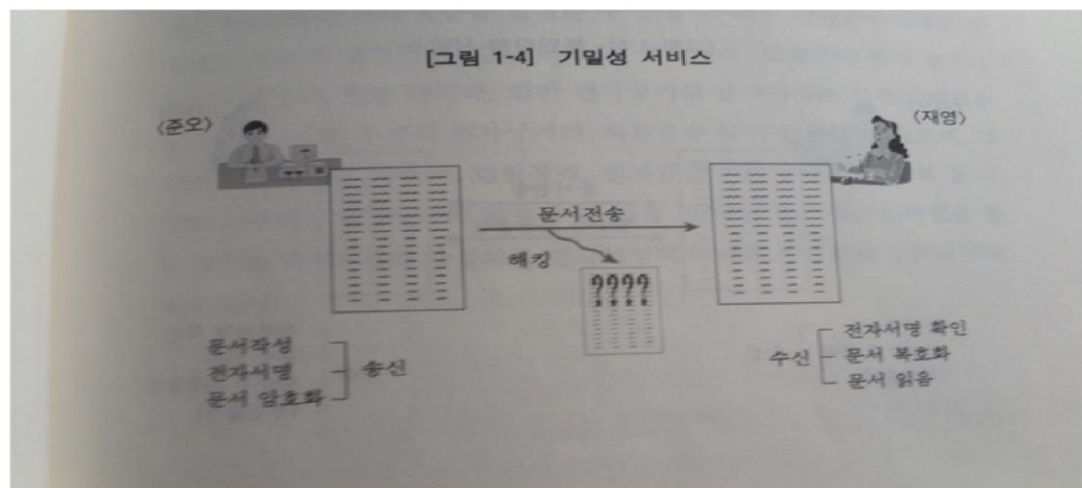 [그림 1-4] 기밀성 서비스
<준오>
<재영>
문서전송
해킹
????
문서작성
전자서명
문서 암호화
송신
수신
전자서명 확인
문서 복호화
문서 읽음